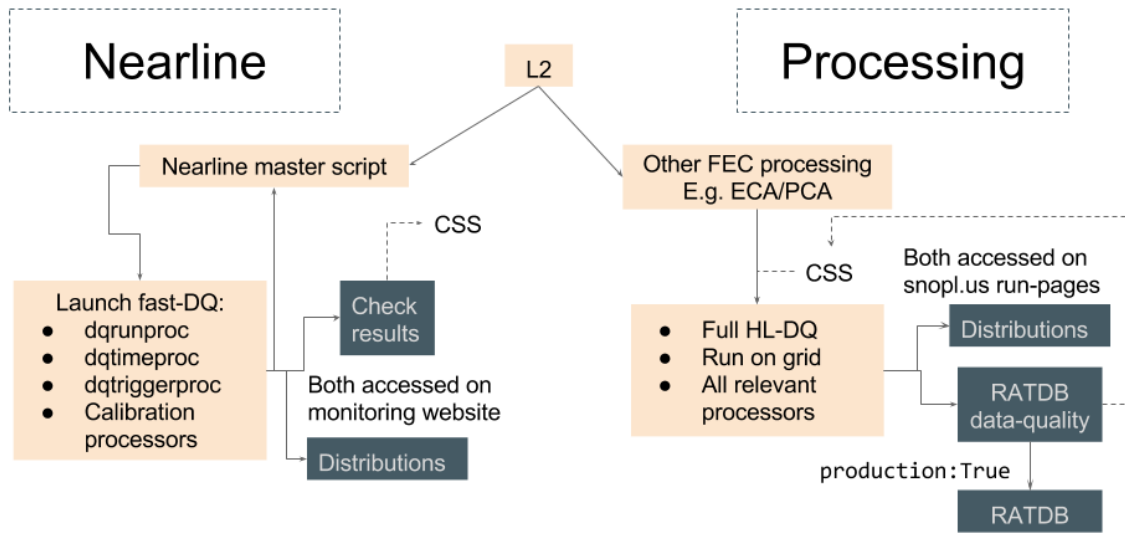 Nearline
Processing
L2
Nearline master script
Other FEC processing
E.g. ECA/PCA
CSS
CSS
Launch fast-DQ:
● dqrunproc
● dqtimeproc
● dqtriggerproc
● Calibration
processors
Check
results
Both accessed on
monitoring website
Distributions
Both accessed on
snopl.us run-pages
● Full HL-DQ
● Run on grid
● All relevant
processors
Distributions
RATDB
data-quality
production:True
RATDB